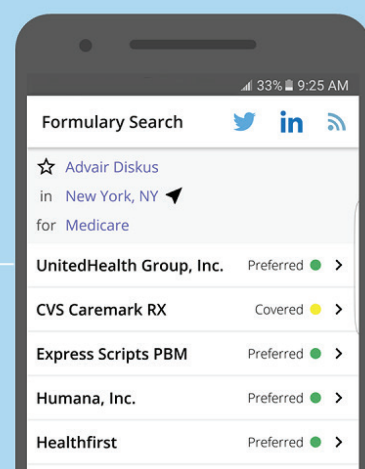 33% 9:25 AM
Formulary Search in
Advair Diskus
in New York, NY
for Medicare
UnitedHealth Group, Inc. Preferred
CVS Caremark RX Covered
Express Scripts PBM Preferred
Humana, Inc. Preferred
Healthfirst Preferred